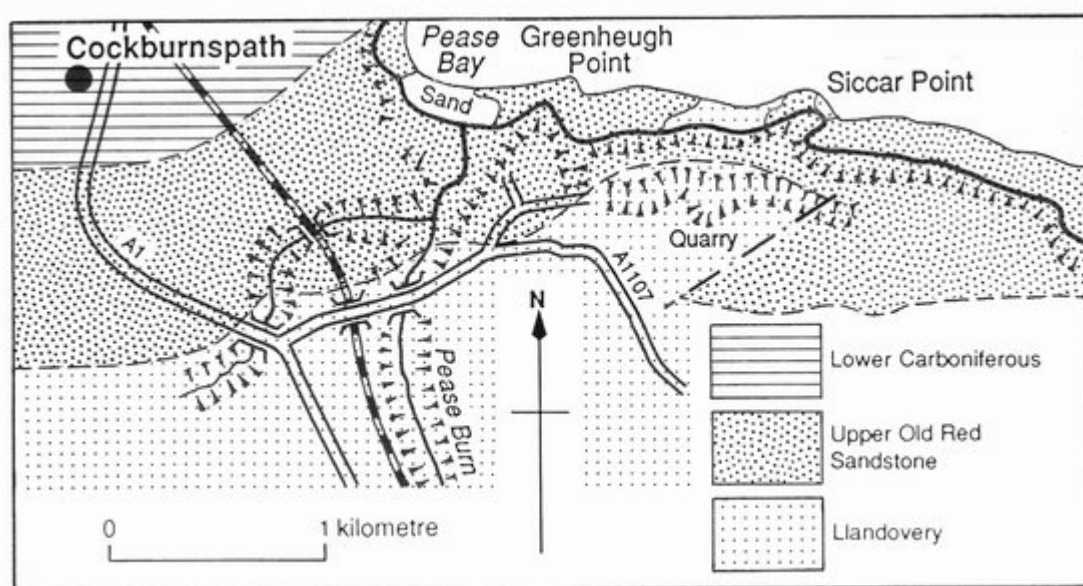 Cockburnspath
Pease
Bay
Greenheugh
Point
Siccar Point
Sand
A1
Quarry
A1107
N
Pease Burn
Lower Carboniferous
Upper Old Red
Sandstone
Llandovery
0 1 kilometre